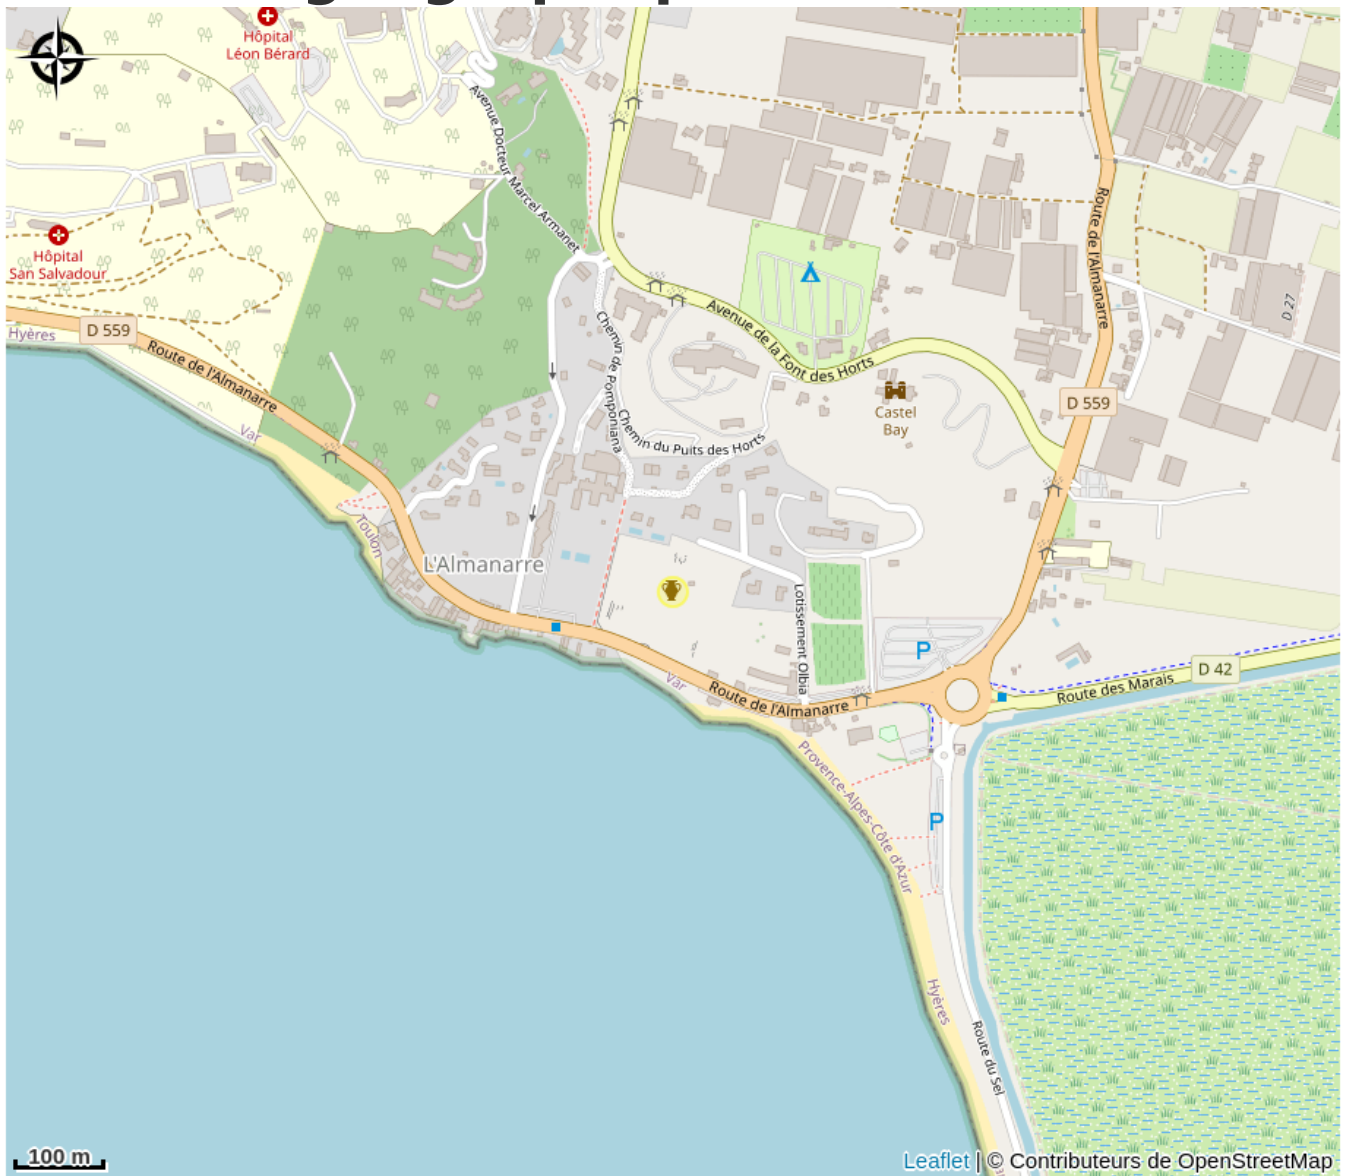 Hôpital
Léon Bérard
Avenue Docteur Marcel Armanet
Route de l'Almanarre
Hôpital
San Salvadour
D 27
Hyères
D 559
Route de l'Almanarre
Var
Chemin de Pomponiana
Avenue de la Font des Horts
Castel
Bay
D 559
Chemin du Puits des Horts
Toulon
L'Almanarre
Lotissement Olbia
P
Var
Route de l'Almanarre
Route des Marais
D 42
Provence-Alpes-Côte d'Azur
P
Hyères
Route du Sel
100 m
Leaflet | © Contributeurs de OpenStreetMap